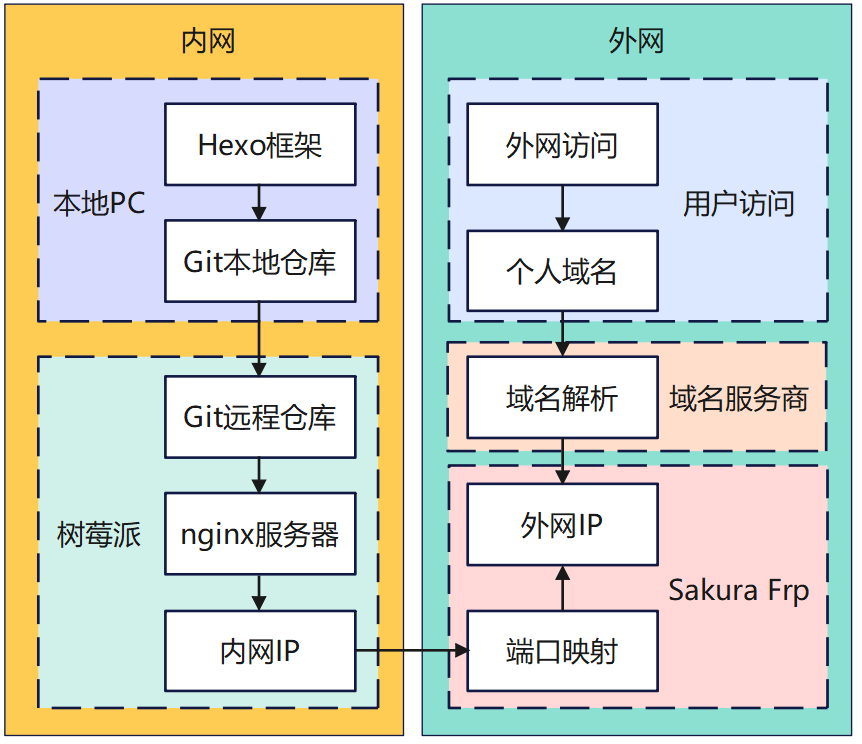 内网
本地PC
Hexo框架
Git本地仓库
树莓派
Git远程仓库
nginx服务器
内网IP
外网
外网访问
用户访问
个人域名
域名解析
域名服务商
外网IP
Sakura Frp
端口映射